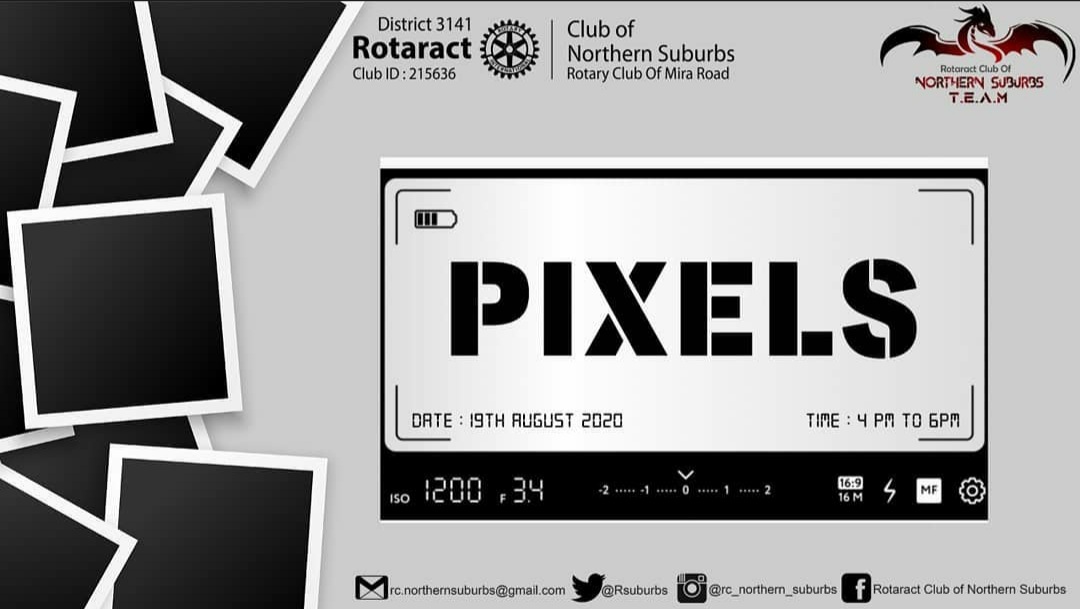 District 3141
Rotaract
Club ID : 215636
ROTARY
INTERNATIONAL
Club of
Northern Suburbs
Rotary Club Of Mira Road
Rotaract Club Of
NORTHERN SUBURBS
T.E.A.M
PIXELS
DATE : 19TH AUGUST 2020
TIME : 4 PM TO 6PM
ISO 1200 F 3.4
-2 ····· -1 ····· 0 ····· 1 ····· 2
16:9
16 M
MF
rc.northernsuburbs@gmail.com
@Rsuburbs
@rc_northern_suburbs
Rotaract Club of Northern Suburbs